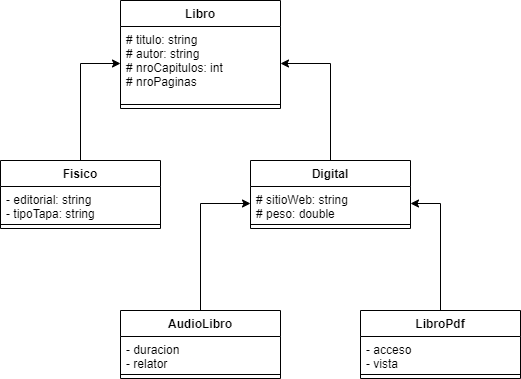 Libro
# titulo: string
# autor: string
# nroCapitulos: int
# nroPaginas
Fisico
- editorial: string
- tipoTapa: string
Digital
# sitioWeb: string
# peso: double
AudioLibro
- duracion
- relator
LibroPdf
- acceso
- vista